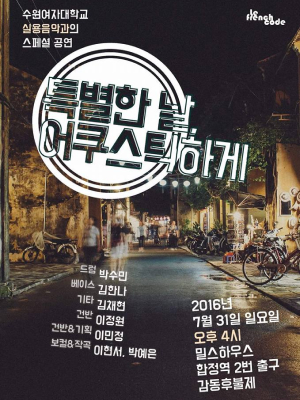 수원여자대학교
실용음악과의
스페셜 공연
le
french
code
특별한 날,
어쿠스틱하게
드럼 박수민
베이스 김한나
기타 김재현
건반 이정원
건반&기획 이민정
보컬&작곡 이현서, 박예은
2016년
7월 31일 일요일
오후 4시
밀스하우스
합정역 2번 출구
감동후불제